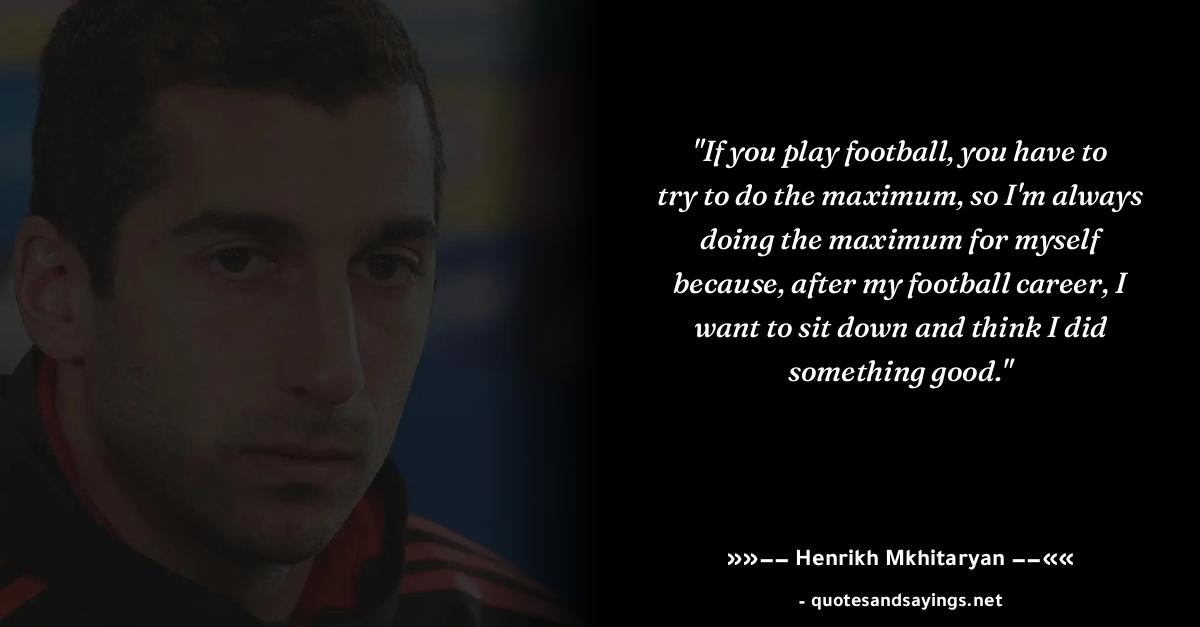 "If you play football, you have to
try to do the maximum, so I'm always
doing the maximum for myself
because, after my football career, I
want to sit down and think I did
something good."
»»−− Henrikh Mkhitaryan −−««
- quotesandsayings.net